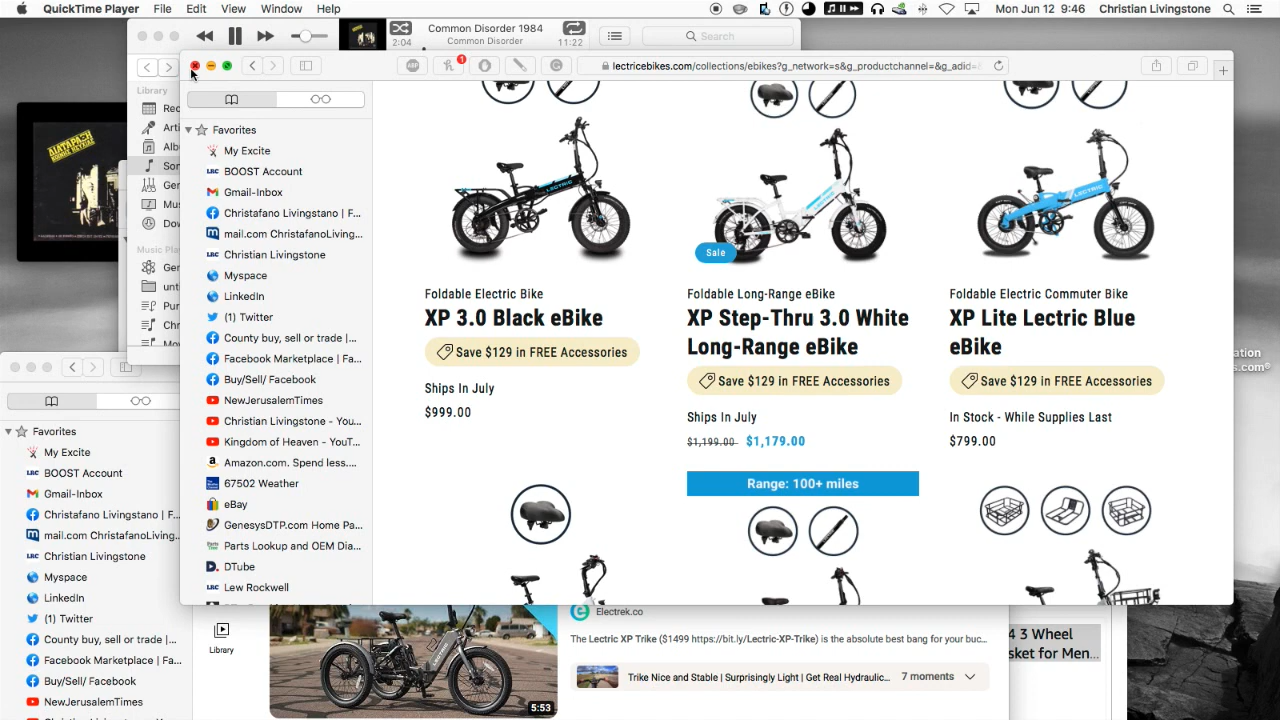 QuickTime Player File Edit View Window Help Mon Jun 12 9:46 Christian Livingstone
Common Disorder 1984
2:04 Common Disorder 11:22
Search
lectricebikes.com/collections/ebikes?g_network=s&g_productchannel=&g_adid=
Library
Favorites
My Excite
LRC BOOST Account
Gmail-Inbox
Christafano Livingstano | F...
mail.com ChristafanoLiving...
LRC Christian Livingstone
Myspace
LinkedIn
(1) Twitter
County buy, sell or trade |...
Facebook Marketplace | Fa...
Buy/Sell/ Facebook
NewJerusalemTimes
Christian Livingstone - You...
Kingdom of Heaven - YouT...
Amazon.com. Spend less....
67502 Weather
eBay
GenesysDTP.com Home Pa...
Parts Lookup and OEM Dia...
DTube
LRC Lew Rockwell
Sale
Foldable Electric Bike
XP 3.0 Black eBike
Save $129 in FREE Accessories
Ships In July
$999.00
Foldable Long-Range eBike
XP Step-Thru 3.0 White
Long-Range eBike
Save $129 in FREE Accessories
Ships In July
$1,199.00 $1,179.00
Range: 100+ miles
Foldable Electric Commuter Bike
XP Lite Lectric Blue
eBike
Save $129 in FREE Accessories
In Stock - While Supplies Last
$799.00
Music Pla
Favorites
My Excite
LRC BOOST Account
Gmail-Inbox
Christafano Livingstano | F...
mail.com ChristafanoLiving...
LRC Christian Livingstone
Myspace
LinkedIn
(1) Twitter
County buy, sell or trade |...
Facebook Marketplace | Fa...
Buy/Sell/ Facebook
NewJerusalemTimes
Library
5:53
Electrek.co
The Lectric XP Trike ($1499 https://bit.ly/Lectric-XP-Trike) is the absolute best bang for your buc...
Trike Nice and Stable | Surprisingly Light | Get Real Hydraulic... 7 moments
4 3 Wheel
sket for Men...